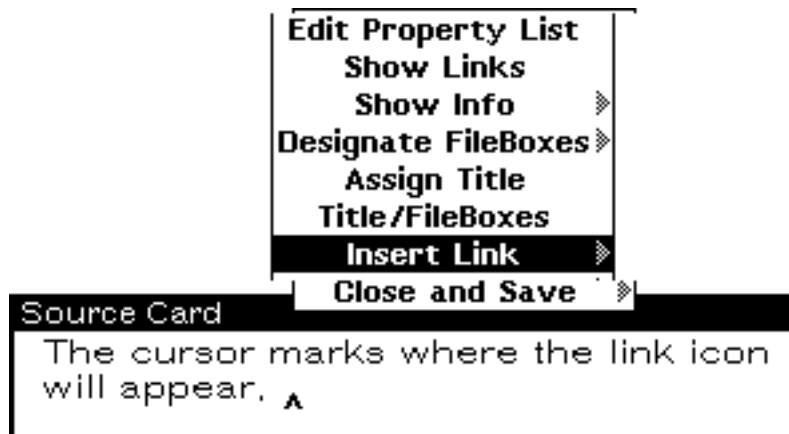 Edit Property List
Show Links
Show Info
Designate FileBoxes
Assign Title
Title/FileBoxes
Insert Link
Close and Save
Source Card
The cursor marks where the link icon
will appear.